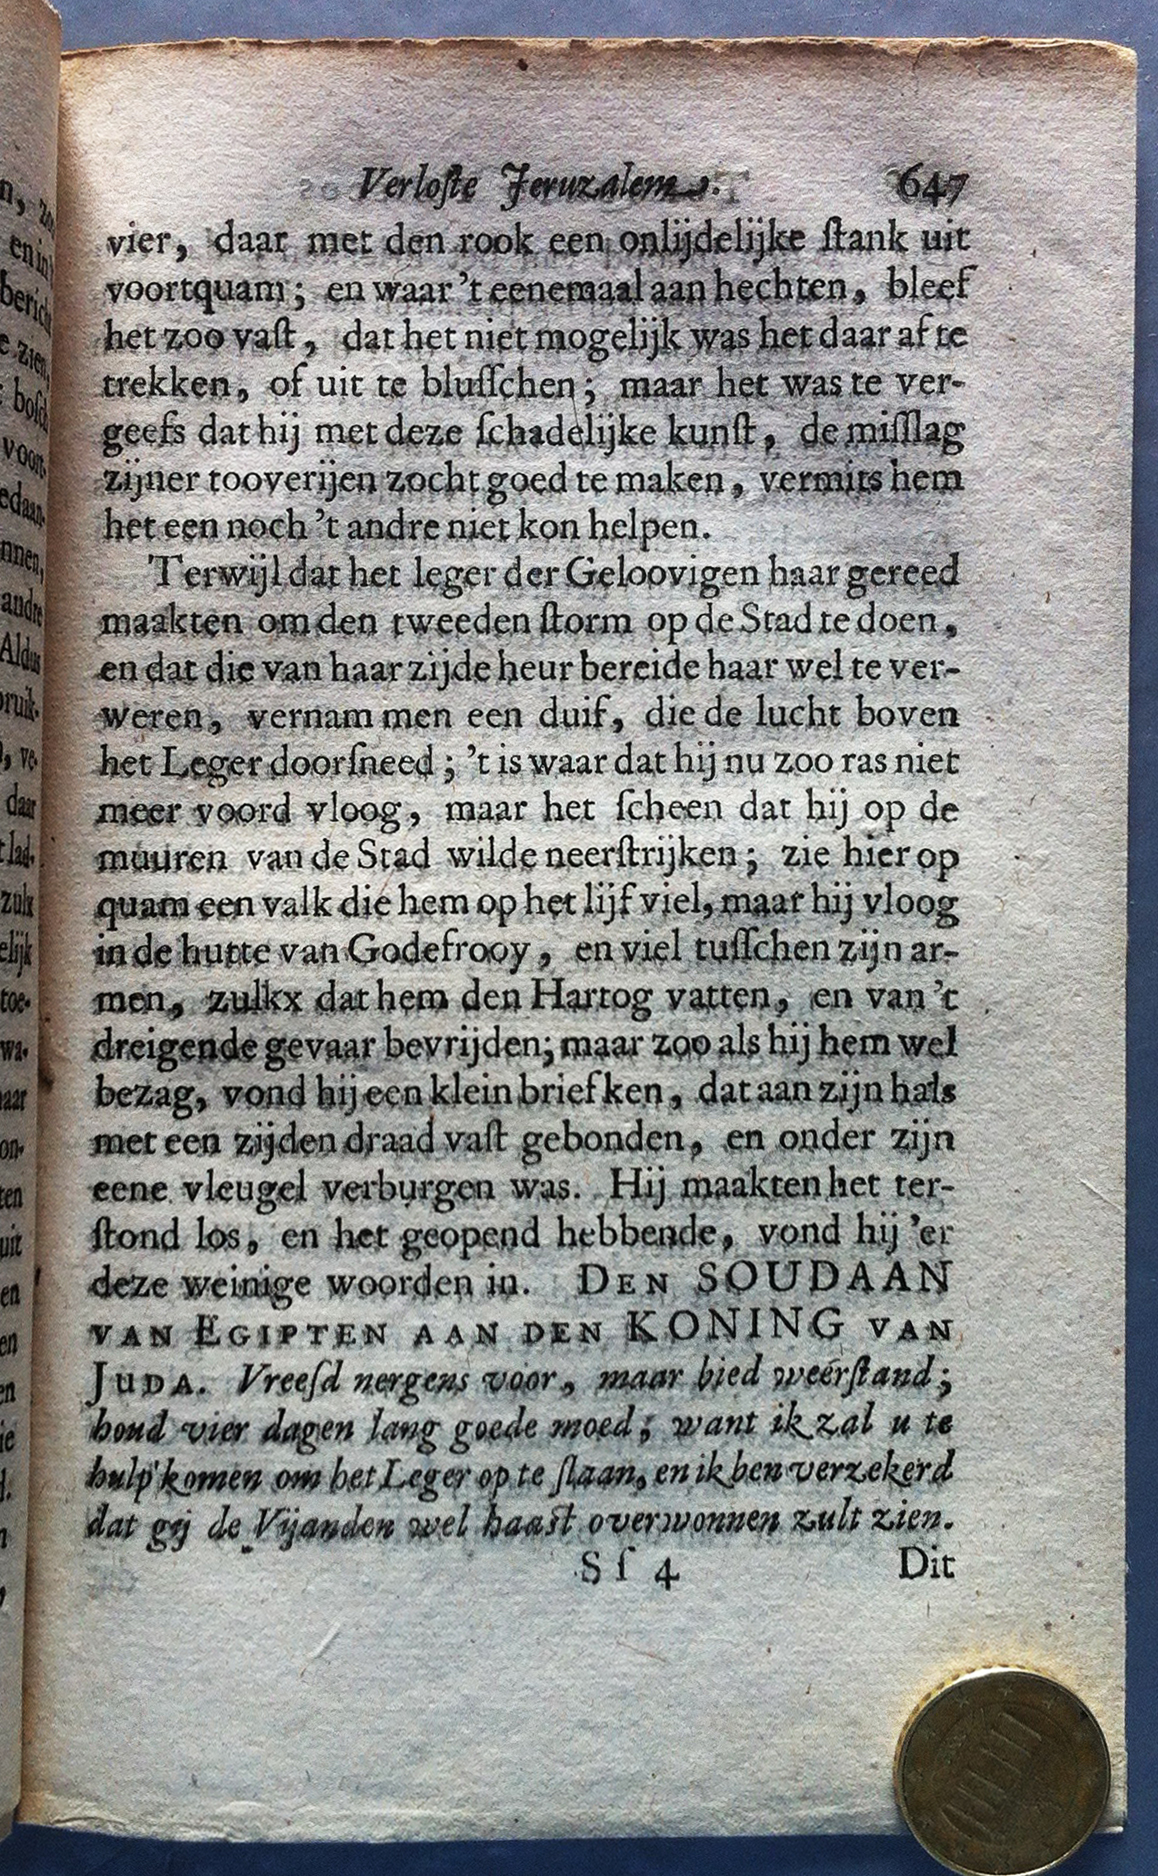 Verloſte Jeruzalem. 647
vier, daar met den rook een onlijdelijke ſtank uit
voortquam; en waar 't eenemaal aan hechten, bleef
het zoo vaſt, dat het niet mogelijk was het daar af te
trekken, of uit te bluſſchen; maar het was te ver-
geefs dat hij met deze ſchadelijke kunſt, de miſſlag
zijner tooverijen zocht goed te maken, vermits hem
het een noch 't andre niet kon helpen.
Terwijl dat het leger der Geloovigen haar gereed
maakten om den tweeden ſtorm op de Stad te doen,
en dat die van haar zijde heur bereide haar wel te ver-
weren, vernam men een duif, die de lucht boven
het Leger doorſneed; 't is waar dat hij nu zoo ras niet
meer voord vloog, maar het ſcheen dat hij op de
muuren van de Stad wilde neerſtrijken; zie hier op
quam een valk die hem op het lijf viel, maar hij vloog
in de hutte van Godefrooy, en viel tuſſchen zijn ar-
men, zulkx dat hem den Hartog vatten, en van 't
dreigende gevaar bevrijden; maar zoo als hij hem wel
bezag, vond hij een klein briefken, dat aan zijn hals
met een zijden draad vaſt gebonden, en onder zijn
eene vleugel verburgen was. Hij maakten het ter-
ſtond los, en het geopend hebbende, vond hij 'er
deze weinige woorden in. DEN SOUDAAN
VAN EGIPTEN AAN DEN KONING VAN
JUDA. Vreeſd nergens voor, maar bied weêrſtand;
houd vier dagen lang goede moed; want ik zal u te
hulp komen om het Leger op te ſlaan, en ik ben verzekerd
dat gij de Vijanden wel haaſt overwonnen zult zien.
Sſ 4 Dit